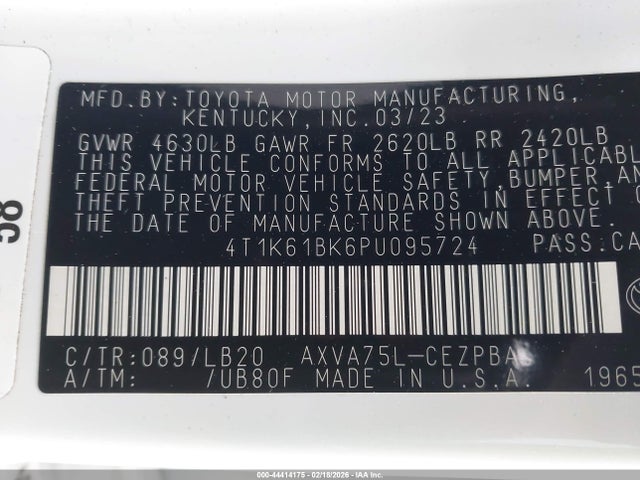 MFD.BY:TOYOTA MOTOR MANUFACTURING,
KENTUCKY,INC.03/23
GVWR 4630LB GAWR FR 2620LB RR 2420LB
THIS VEHICLE CONFORMS TO ALL APPLICABL
FEDERAL MOTOR VEHICLE SAFETY,BUMPER,AN
THEFT PREVENTION STANDARDS IN EFFECT O
THE DATE OF MANUFACTURE SHOWN ABOVE.
4T1K61BK6PU095724 PASS.CA
C/TR:089/LB20 AXVA75L-CEZPBA
A/TM: /UB80F MADE IN U.S.A. 1965
8C
000-44414175 - 02/18/2026 - IAA Inc.